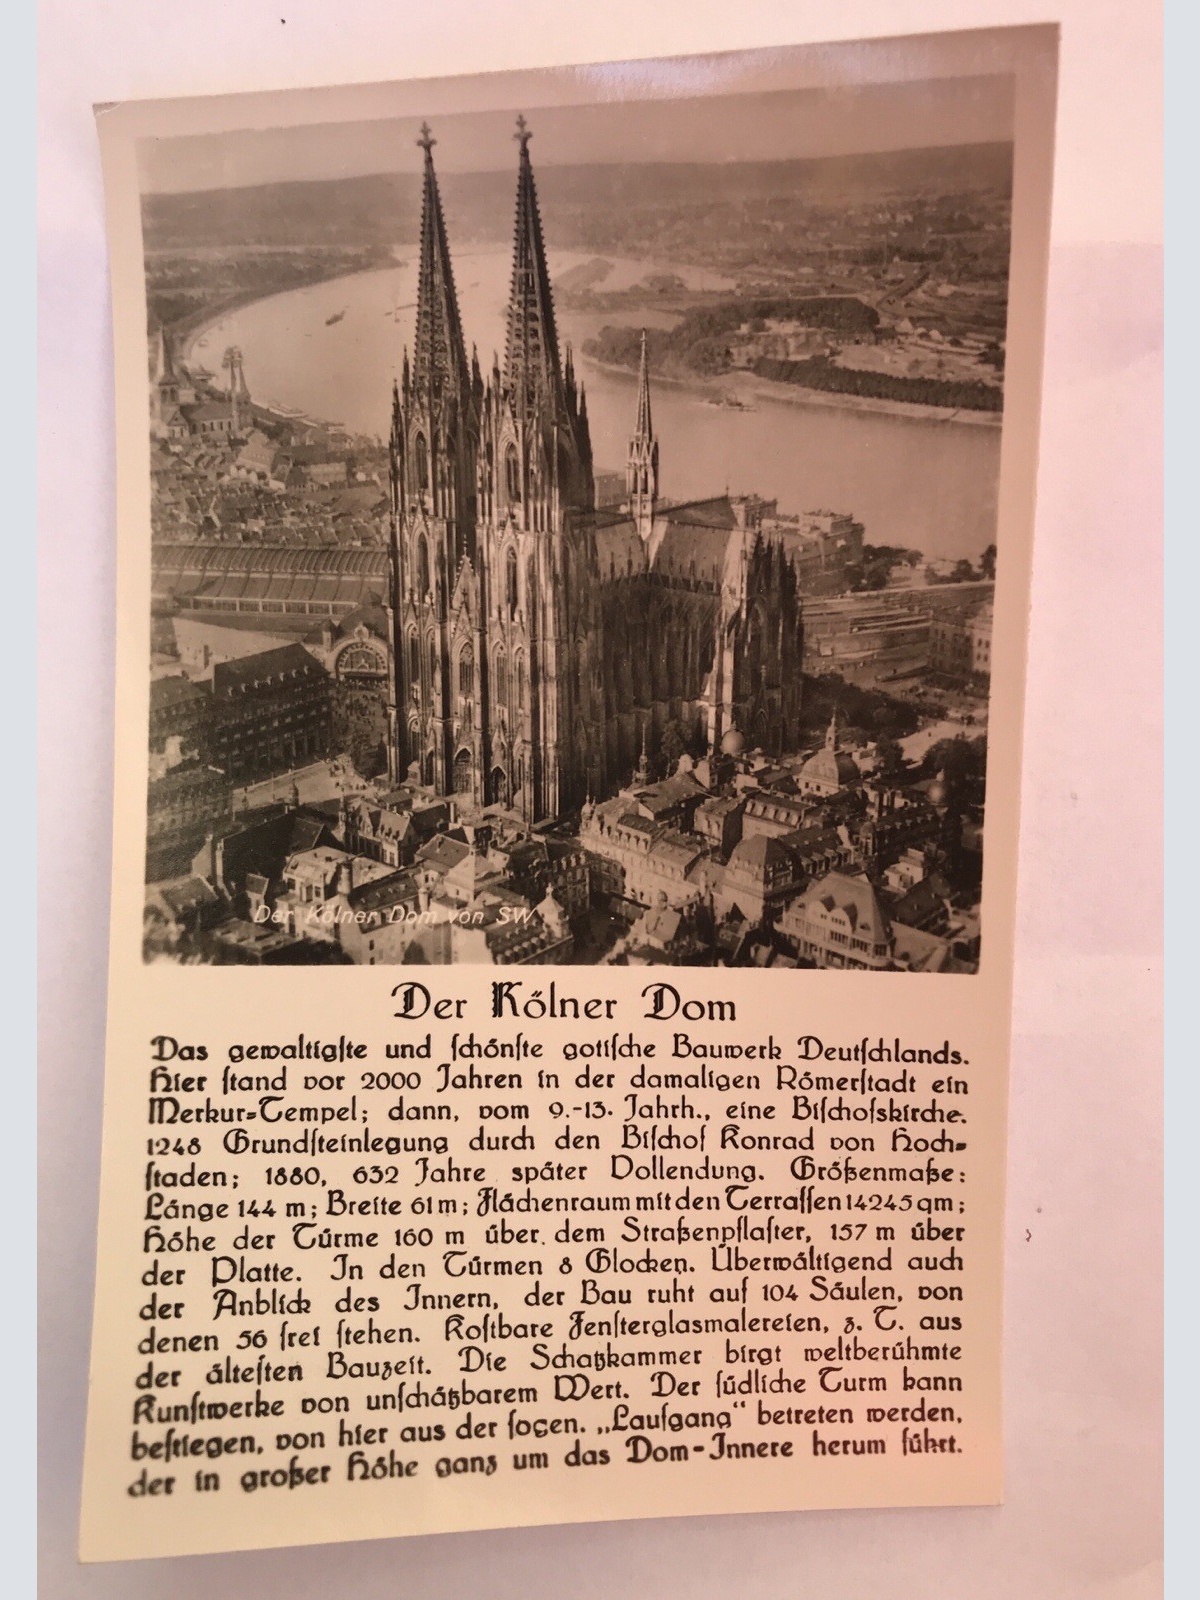 Der Kölner Dom von SW.
Der Kölner Dom
Das gewaltigſte und ſchönſte gotiſche Bauwerk Deutſchlands.
Hier ſtand vor 2000 Jahren in der damaligen Römerſtadt ein
Merkur=Tempel; dann, vom 9.-13. Jahrh., eine Biſchofskirche.
1248 Grundſteinlegung durch den Biſchof Konrad von Hoch=
ſtaden; 1880, 632 Jahre später Vollendung. Größenmaße:
Länge 144 m; Breite 61 m; Flächenraum mit den Terraſſen 14245 qm;
Höhe der Türme 160 m über dem Straßenpflaſter, 157 m über
der Platte. In den Türmen 8 Glocken. Überwältigend auch
der Anblick des Innern, der Bau ruht auf 104 Säulen, von
denen 56 frei ſtehen. Koſtbare Fenſterglasmalereien, z. T. aus
der älteſten Bauzeit. Die Schatzkammer birgt weltberühmte
Kunſtwerke von unſchätzbarem Wert. Der ſüdliche Turm kann
beſtiegen, von hier aus der ſogen. „Laufgang“ betreten werden,
der in großer Höhe ganz um das Dom-Innere herum führt.